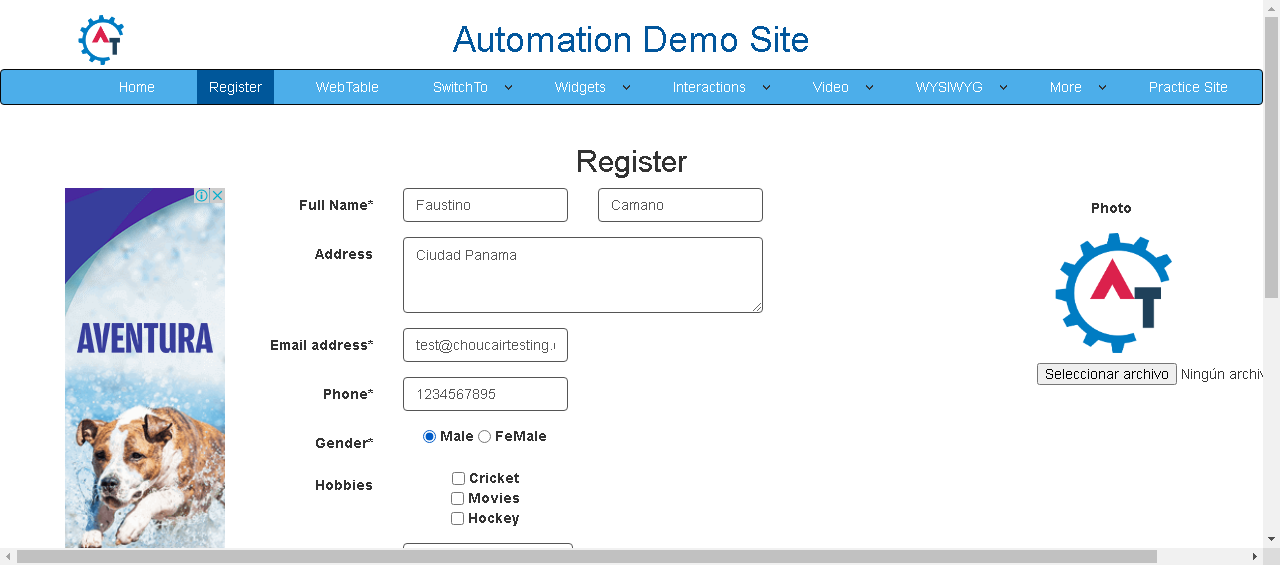 Automation Demo Site
Home Register WebTable SwitchTo Widgets Interactions Video WYSIWYG More Practice Site
Register
Full Name* Faustino Camano
Photo
Address Ciudad Panama
AT
AVENTURA
Email address* test@choucairtesting.
Seleccionar archivo Ningún archiv
Phone* 1234567895
Gender* Male FeMale
Hobbies Cricket
Movies
Hockey